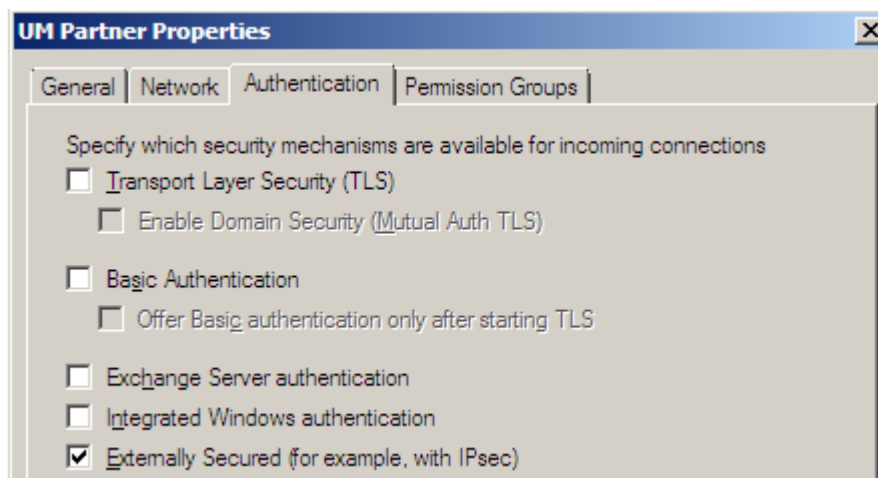 UM Partner Properties
General Network Authentication Permission Groups
Specify which security mechanisms are available for incoming connections
Transport Layer Security (TLS)
Enable Domain Security (Mutual Auth TLS)
Basic Authentication
Offer Basic authentication only after starting TLS
Exchange Server authentication
Integrated Windows authentication
Externally Secured (for example, with IPsec)